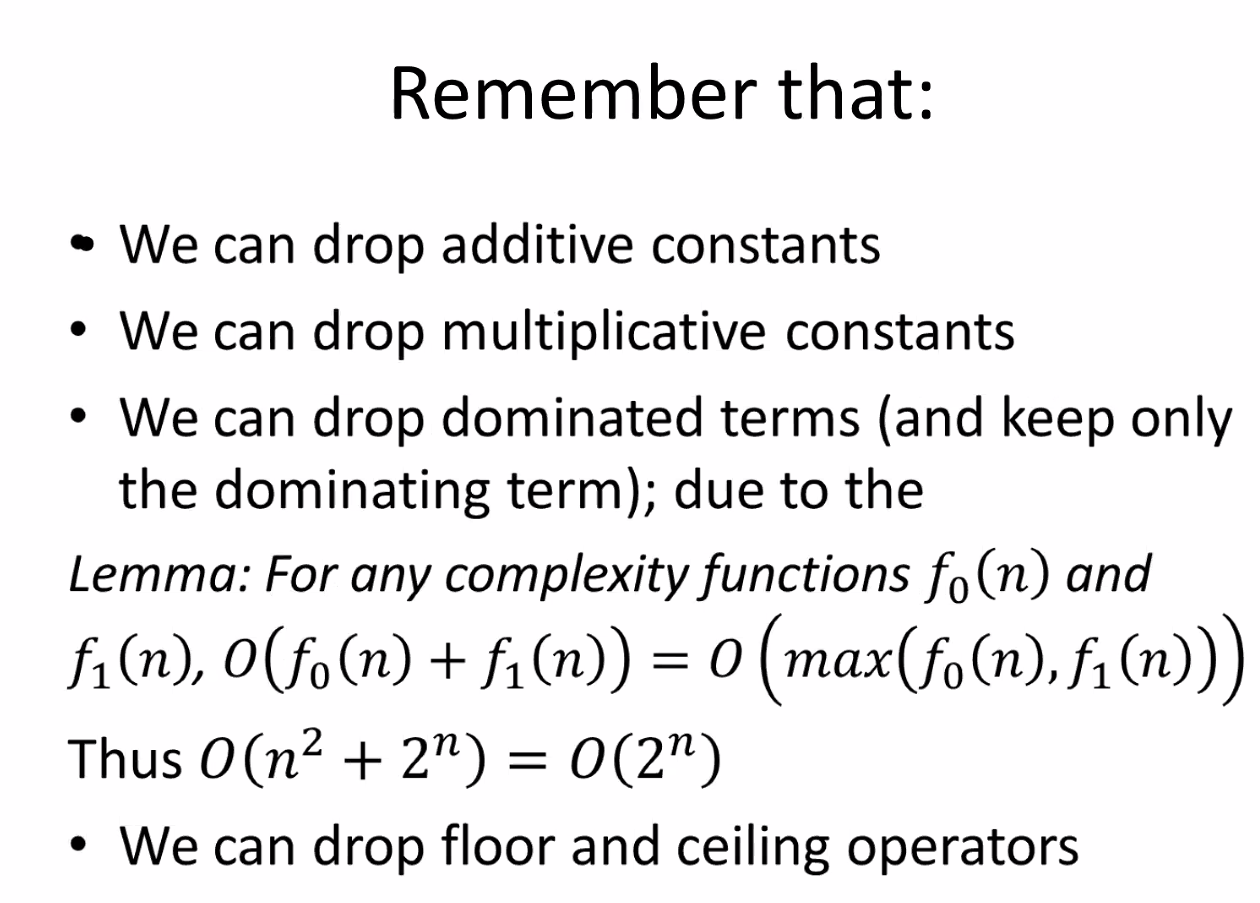 Remember that:
• We can drop additive constants
• We can drop multiplicative constants
• We can drop dominated terms (and keep only
the dominating term); due to the
Lemma: For any complexity functions f₀(n) and
f₁(n), O(f₀(n) + f₁(n)) = O(max(f₀(n), f₁(n)))
Thus O(n² + 2ⁿ) = O(2ⁿ)
• We can drop floor and ceiling operators